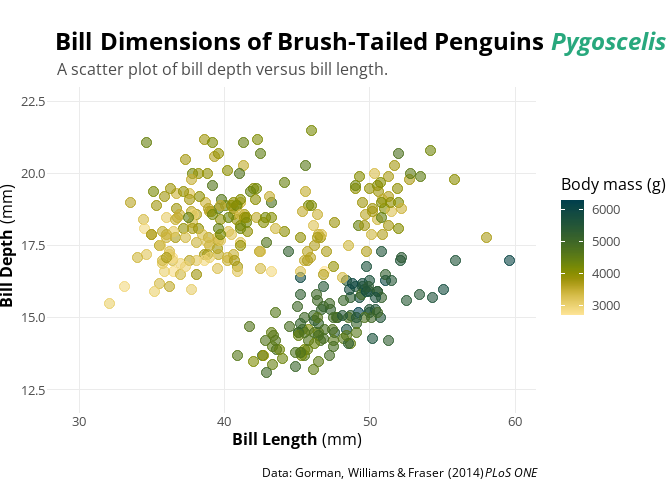 Bill Dimensions of Brush-Tailed Penguins Pygoscelis
A scatter plot of bill depth versus bill length.
22.5
20.0
17.5
15.0
12.5
Bill Depth (mm)
30 40 50 60
Bill Length (mm)
Body mass (g)
6000
5000
4000
3000
Data: Gorman, Williams & Fraser (2014) PLoS ONE